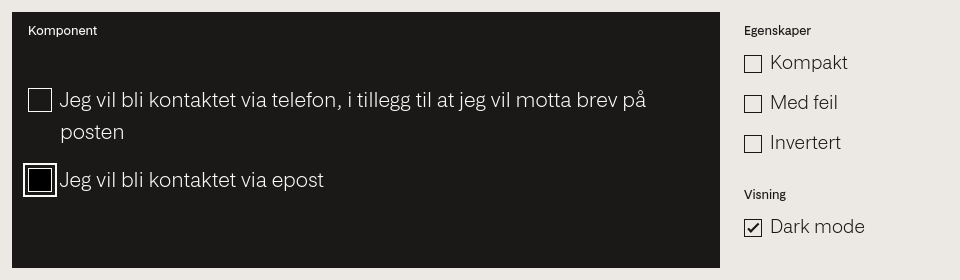 Komponent
Jeg vil bli kontaktet via telefon, i tillegg til at jeg vil motta brev på
posten
Jeg vil bli kontaktet via epost
Egenskaper
Kompakt
Med feil
Invertert
Visning
Dark mode